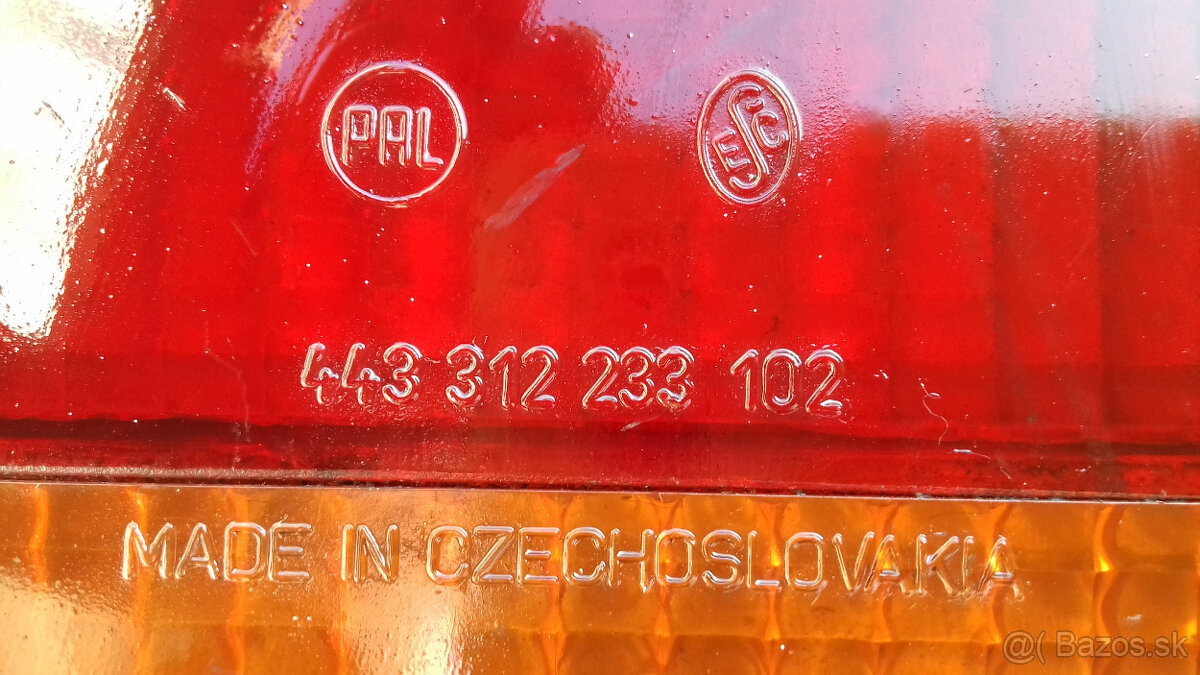 PAL
ESC
443 312 233 102
MADE IN CZECHOSLOVAKIA
@( Bazos.sk